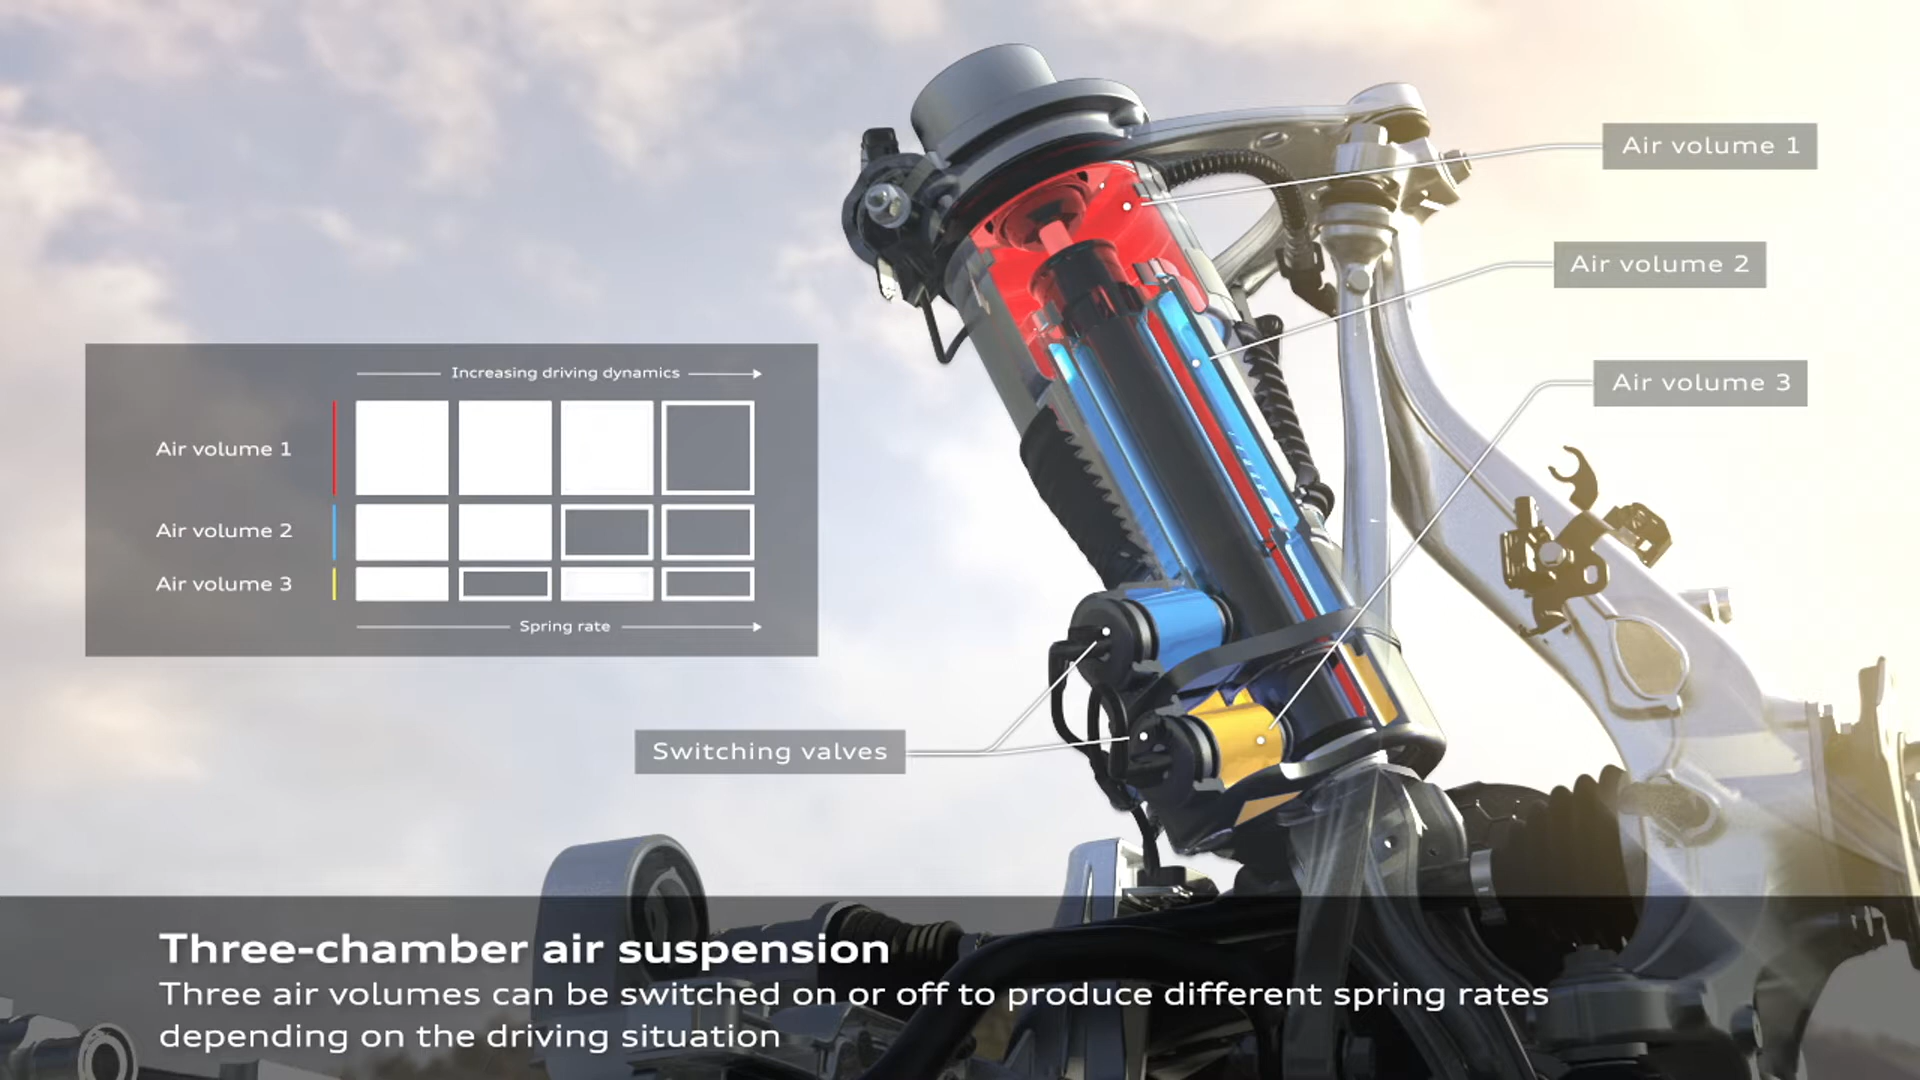 Air volume 1
Air volume 2
Air volume 3
Increasing driving dynamics
Air volume 1
Air volume 2
Air volume 3
Spring rate
Switching valves
Three-chamber air suspension
Three air volumes can be switched on or off to produce different spring rates
depending on the driving situation